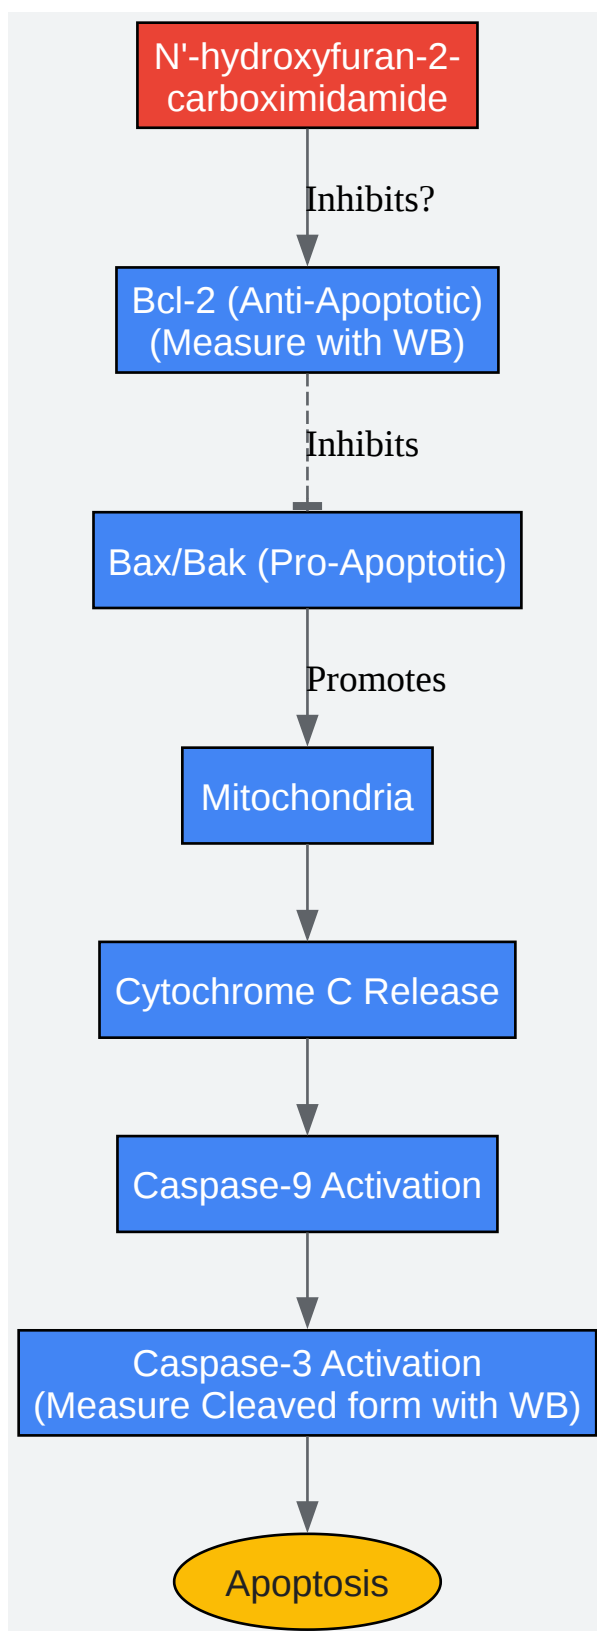 N'-hydroxyfuran-2-
carboximidamide
Inhibits?
Bcl-2 (Anti-Apoptotic)
(Measure with WB)
Inhibits
Bax/Bak (Pro-Apoptotic)
Promotes
Mitochondria
Cytochrome C Release
Caspase-9 Activation
Caspase-3 Activation
(Measure Cleaved form with WB)
Apoptosis